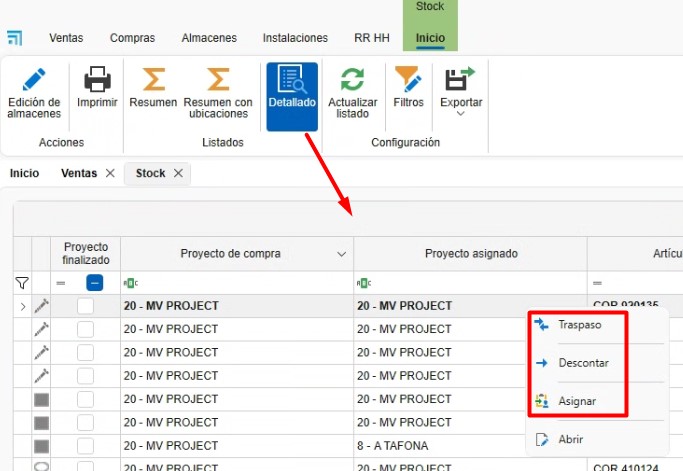 Stock
Ventas Compras Almacenes Instalaciones RR HH Inicio
Edición de almacenes Imprimir Resumen Resumen con ubicaciones Detallado Actualizar listado Filtros Exportar
Acciones Listados Configuración
Inicio Ventas Stock
Proyecto finalizado Proyecto de compra Proyecto asignado Artícu
20 - MV PROJECT 20 - MV PROJECT COR 920135
20 - MV PROJECT 20 - MV PROJECT
Traspaso
20 - MV PROJECT 20 - MV PROJECT
Descontar
20 - MV PROJECT 20 - MV PROJECT
20 - MV PROJECT 20 - MV PROJECT
Asignar
20 - MV PROJECT 20 - MV PROJECT
20 - MV PROJECT 8 - A TAFONA
Abrir
20 - MV PROJECT 20 - MV PROJECT COR 410124